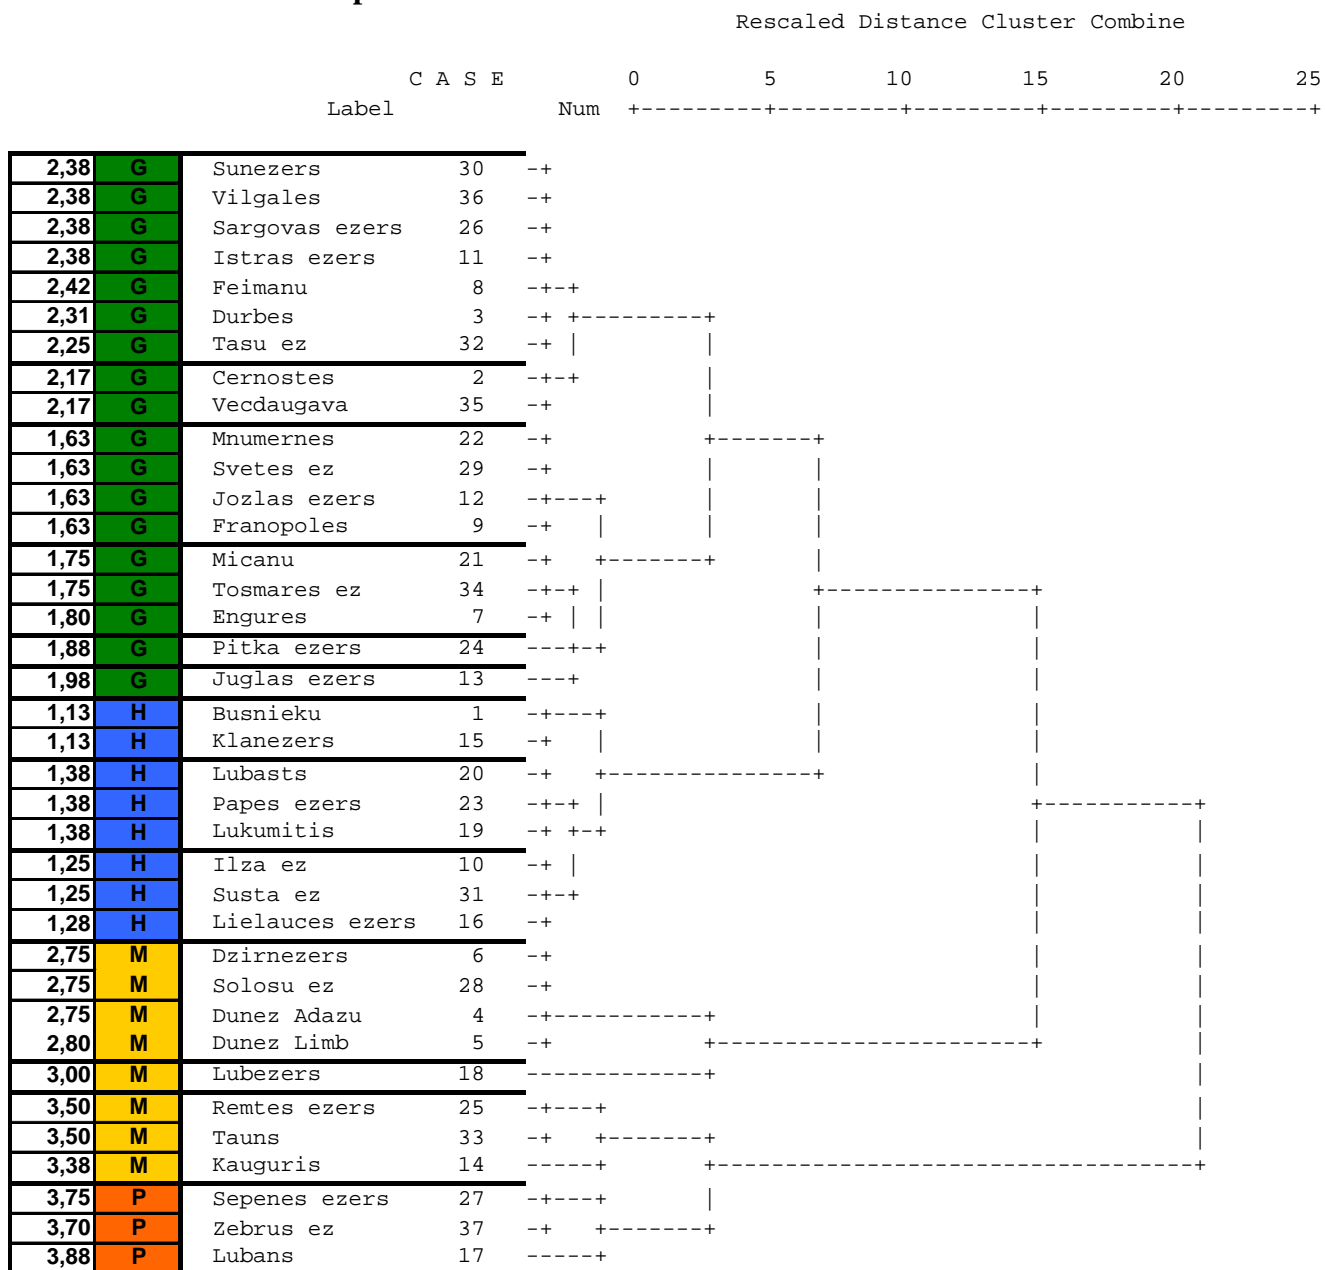 Rescaled Distance Cluster Combine
C A S E 0 5 10 15 20 25
Label Num +---------+---------+---------+---------+---------+
2,38 G Sunezers 30 -+
2,38 G Vilgales 36 -+
2,38 G Sargovas ezers 26 -+
2,38 G Istras ezers 11 -+
2,42 G Feimanu 8 -+-+
2,31 G Durbes 3 -+ +---------+
2,25 G Tasu ez 32 -+ | |
2,17 G Cernostes 2 -+-+ |
2,17 G Vecdaugava 35 -+ |
1,63 G Mnumernes 22 -+ +-------+
1,63 G Svetes ez 29 -+ | |
1,63 G Jozlas ezers 12 -+---+ | |
1,63 G Franopoles 9 -+ | | |
1,75 G Micanu 21 -+ +-------+ |
1,75 G Tosmares ez 34 -+-+ | +---------------+
1,80 G Engures 7 -+ | | | |
1,88 G Pitka ezers 24 ---+-+ | |
1,98 G Juglas ezers 13 ---+ | |
1,13 H Busnieku 1 -+---+ | |
1,13 H Klanezers 15 -+ | | |
1,38 H Lubasts 20 -+ +---------------+ |
1,38 H Papes ezers 23 -+-+ | +-----------+
1,38 H Lukumitis 19 -+ +-+ | |
1,25 H Ilza ez 10 -+ | | |
1,25 H Susta ez 31 -+-+ | |
1,28 H Lielauces ezers 16 -+ | |
2,75 M Dzirnezers 6 -+ | |
2,75 M Solosu ez 28 -+ | |
2,75 M Dunez Adazu 4 -+-----------+ | |
2,80 M Dunez Limb 5 -+ +-----------------------+ |
3,00 M Lubezers 18 -------------+ |
3,50 M Remtes ezers 25 -+---+ |
3,50 M Tauns 33 -+ +-------+ |
3,38 M Kauguris 14 -----+ +-----------------------------------+
3,75 P Sepenes ezers 27 -+---+ |
3,70 P Zebrus ez 37 -+ +-------+
3,88 P Lubans 17 -----+